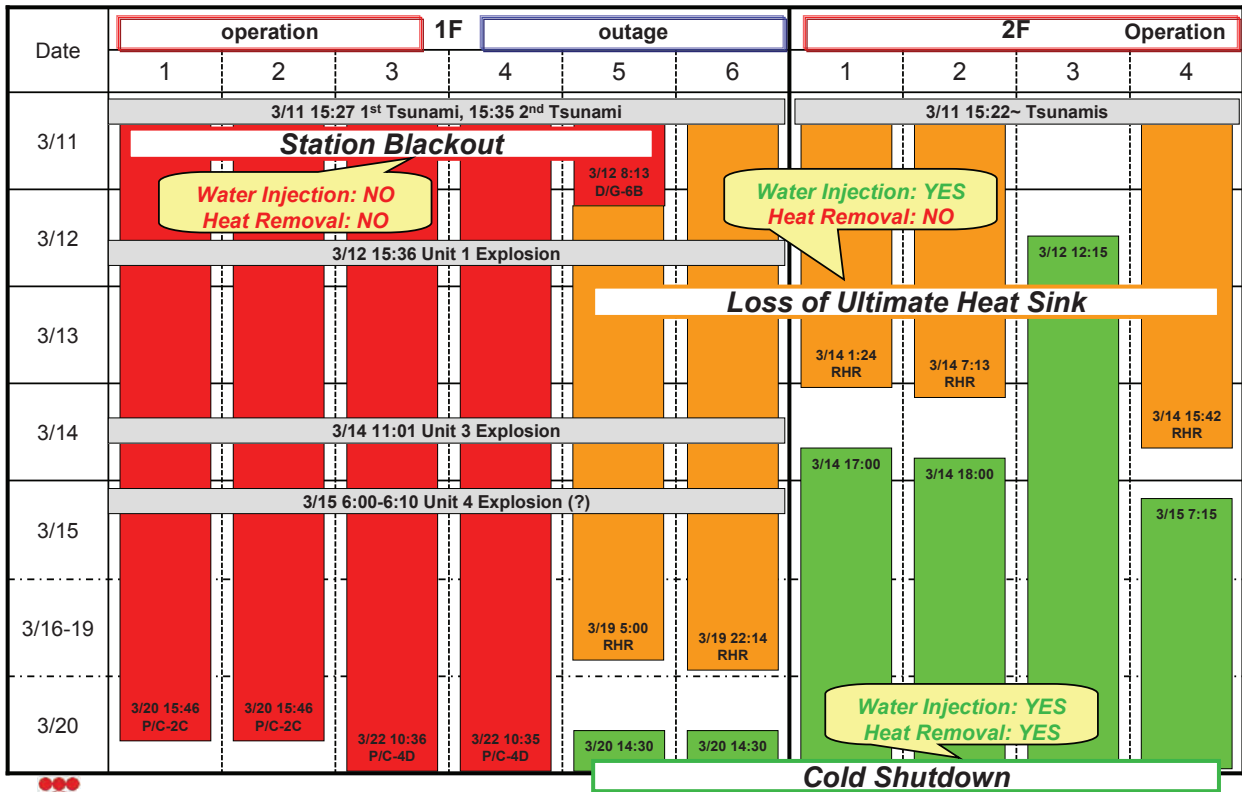 Date
operation 1F outage 2F Operation
1 2 3 4 5 6 1 2 3 4
3/11 15:27 1st Tsunami, 15:35 2nd Tsunami
3/11 15:22~ Tsunamis
3/11
Station Blackout
3/12 8:13
D/G-6B
Water Injection: NO
Heat Removal: NO
Water Injection: YES
Heat Removal: NO
3/12
3/12 15:36 Unit 1 Explosion
3/12 12:15
Loss of Ultimate Heat Sink
3/13
3/14 1:24
RHR
3/14 7:13
RHR
3/14
3/14 11:01 Unit 3 Explosion
3/14 15:42
RHR
3/14 17:00
3/14 18:00
3/15 6:00-6:10 Unit 4 Explosion (?)
3/15
3/15 7:15
3/16-19
3/19 5:00
RHR
3/19 22:14
RHR
3/20
3/20 15:46
P/C-2C
3/20 15:46
P/C-2C
3/22 10:36
P/C-4D
3/22 10:35
P/C-4D
3/20 14:30
3/20 14:30
Water Injection: YES
Heat Removal: YES
Cold Shutdown